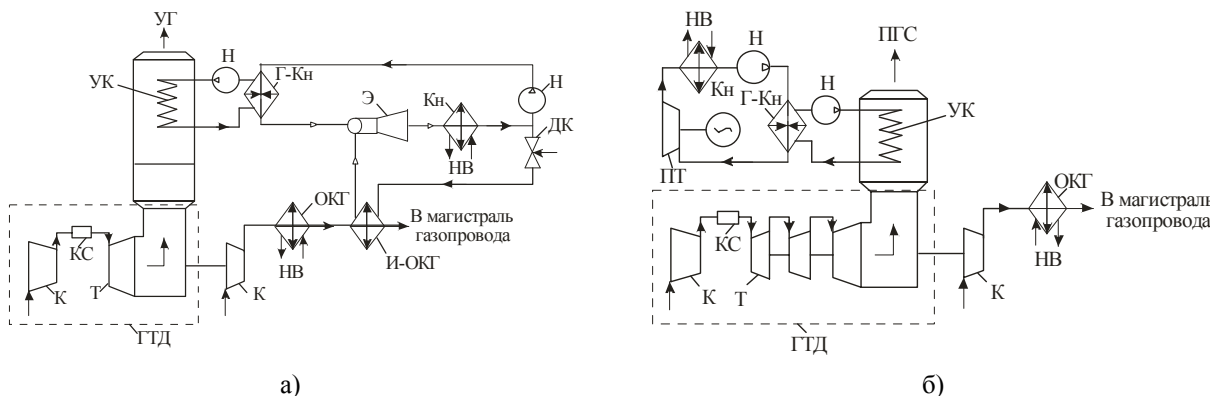 УГ
Н
УК
Г-Кн
Н
Э
Кн
ДК
НВ
ОКГ
В магистраль
газопровода
КС
НВ
И-ОКГ
К
Т
К
ГТД
а)
НВ
ПГС
Н
Н
Кн
Г-Кн
УК
ПТ
ОКГ
В магистраль
газопровода
КС
НВ
К
Т
К
ГТД
б)